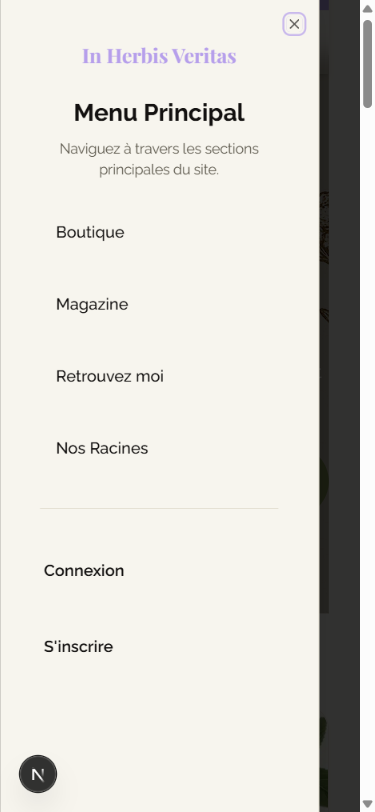 In Herbis Veritas
Menu Principal
Naviguez à travers les sections
principales du site.
Boutique
Magazine
Retrouvez moi
Nos Racines
Connexion
S'inscrire
N